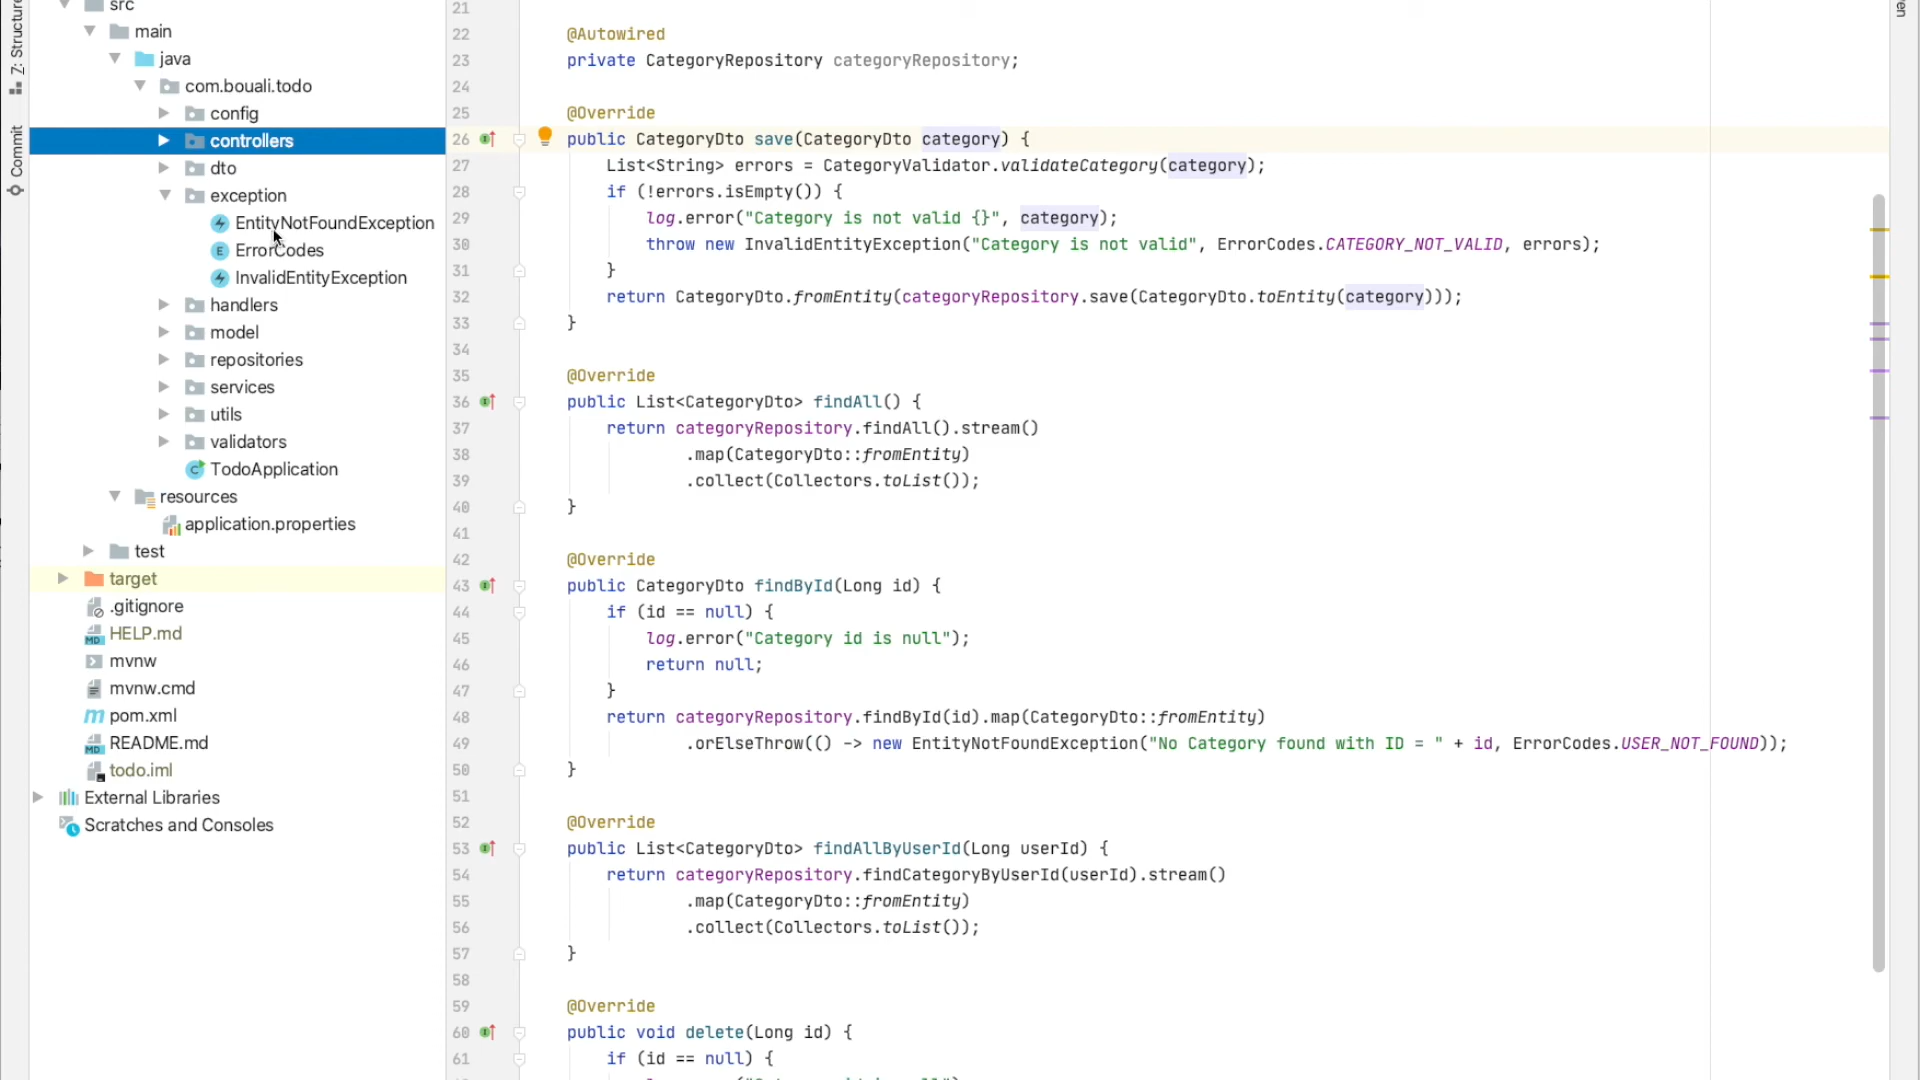 Z: Structure
Commit
src
main
java
com.bouali.todo
config
controllers
dto
exception
EntityNotFoundException
ErrorCodes
InvalidEntityException
handlers
model
repositories
services
utils
validators
TodoApplication
resources
application.properties
test
target
.gitignore
HELP.md
mvnw
mvnw.cmd
pom.xml
README.md
todo.iml
External Libraries
Scratches and Consoles
21
22 @Autowired
23 private CategoryRepository categoryRepository;
24
25 @Override
26 public CategoryDto save(CategoryDto category) {
27 List<String> errors = CategoryValidator.validateCategory(category);
28 if (!errors.isEmpty()) {
29 log.error("Category is not valid {}", category);
30 throw new InvalidEntityException("Category is not valid", ErrorCodes.CATEGORY_NOT_VALID, errors);
31 }
32 return CategoryDto.fromEntity(categoryRepository.save(CategoryDto.toEntity(category)));
33 }
34
35 @Override
36 public List<CategoryDto> findAll() {
37 return categoryRepository.findAll().stream()
38 .map(CategoryDto::fromEntity)
39 .collect(Collectors.toList());
40 }
41
42 @Override
43 public CategoryDto findById(Long id) {
44 if (id == null) {
45 log.error("Category id is null");
46 return null;
47 }
48 return categoryRepository.findById(id).map(CategoryDto::fromEntity)
49 .orElseThrow(() -> new EntityNotFoundException("No Category found with ID = " + id, ErrorCodes.USER_NOT_FOUND));
50 }
51
52 @Override
53 public List<CategoryDto> findAllByUserId(Long userId) {
54 return categoryRepository.findCategoryByUserId(userId).stream()
55 .map(CategoryDto::fromEntity)
56 .collect(Collectors.toList());
57 }
58
59 @Override
60 public void delete(Long id) {
61 if (id == null) {